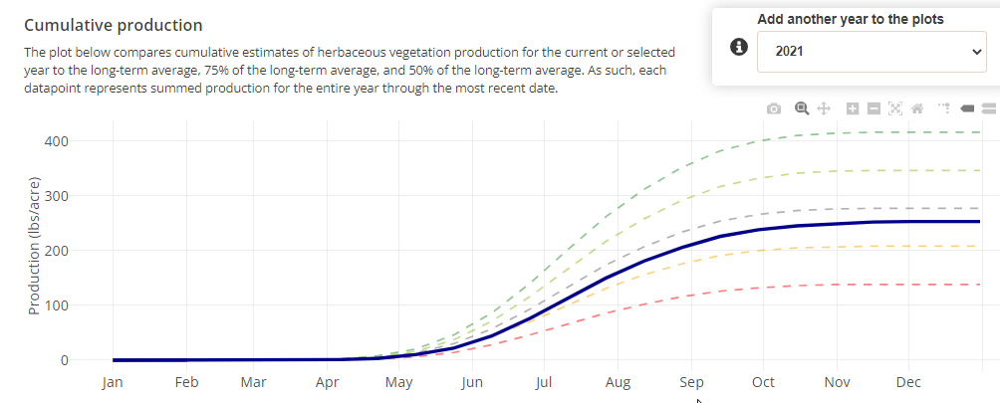 Cumulative production
The plot below compares cumulative estimates of herbaceous vegetation production for the current or selected
year to the long-term average, 75% of the long-term average, and 50% of the long-term average. As such, each
datapoint represents summed production for the entire year through the most recent date.
Add another year to the plots
2021
Production (lbs/acre)
400
300
200
100
0
Jan Feb Mar Apr May Jun Jul Aug Sep Oct Nov Dec